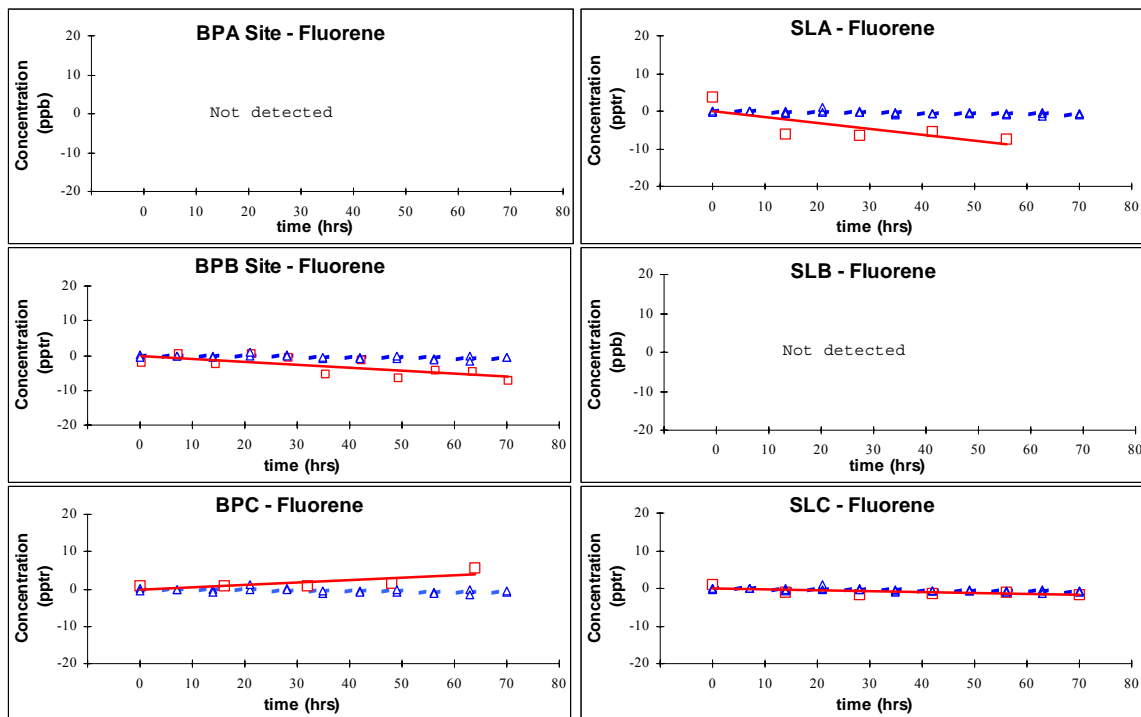 BPA Site - Fluorene
Concentration
(ppb)
20
10
0
-10
-20
Not detected
0 10 20 30 40 50 60 70 80
time (hrs)
SLA - Fluorene
Concentration
(pptr)
20
10
0
-10
-20
0 10 20 30 40 50 60 70 80
time (hrs)
BPB Site - Fluorene
Concentration
(pptr)
20
10
0
-10
-20
0 10 20 30 40 50 60 70 80
time (hrs)
SLB - Fluorene
Concentration
(ppb)
20
10
0
-10
-20
Not detected
0 10 20 30 40 50 60 70 80
time (hrs)
BPC - Fluorene
Concentration
(pptr)
20
10
0
-10
-20
0 10 20 30 40 50 60 70 80
time (hrs)
SLC - Fluorene
Concentration
(pptr)
20
10
0
-10
-20
0 10 20 30 40 50 60 70 80
time (hrs)